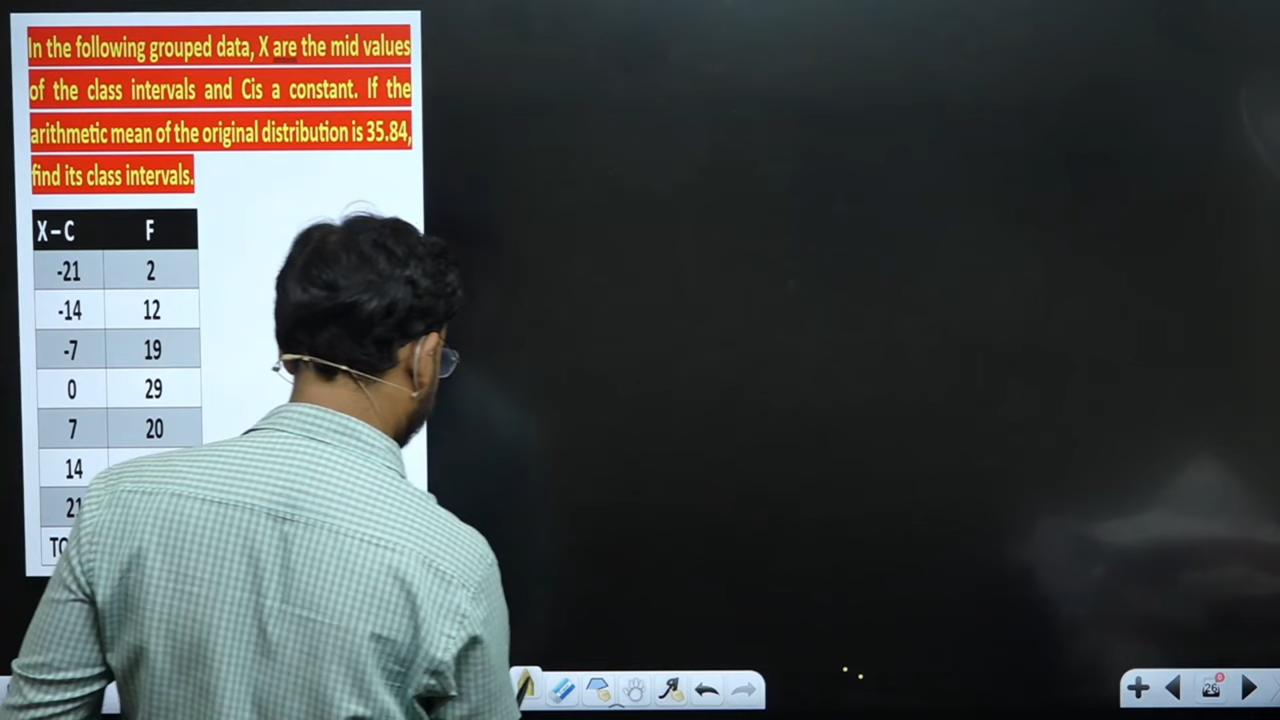 In the following grouped data, X are the mid values
of the class intervals and Cis a constant. If the
arithmetic mean of the original distribution is 35.84,
find its class intervals.
X – C F
-21 2
-14 12
-7 19
0 29
7 20
14
26
0